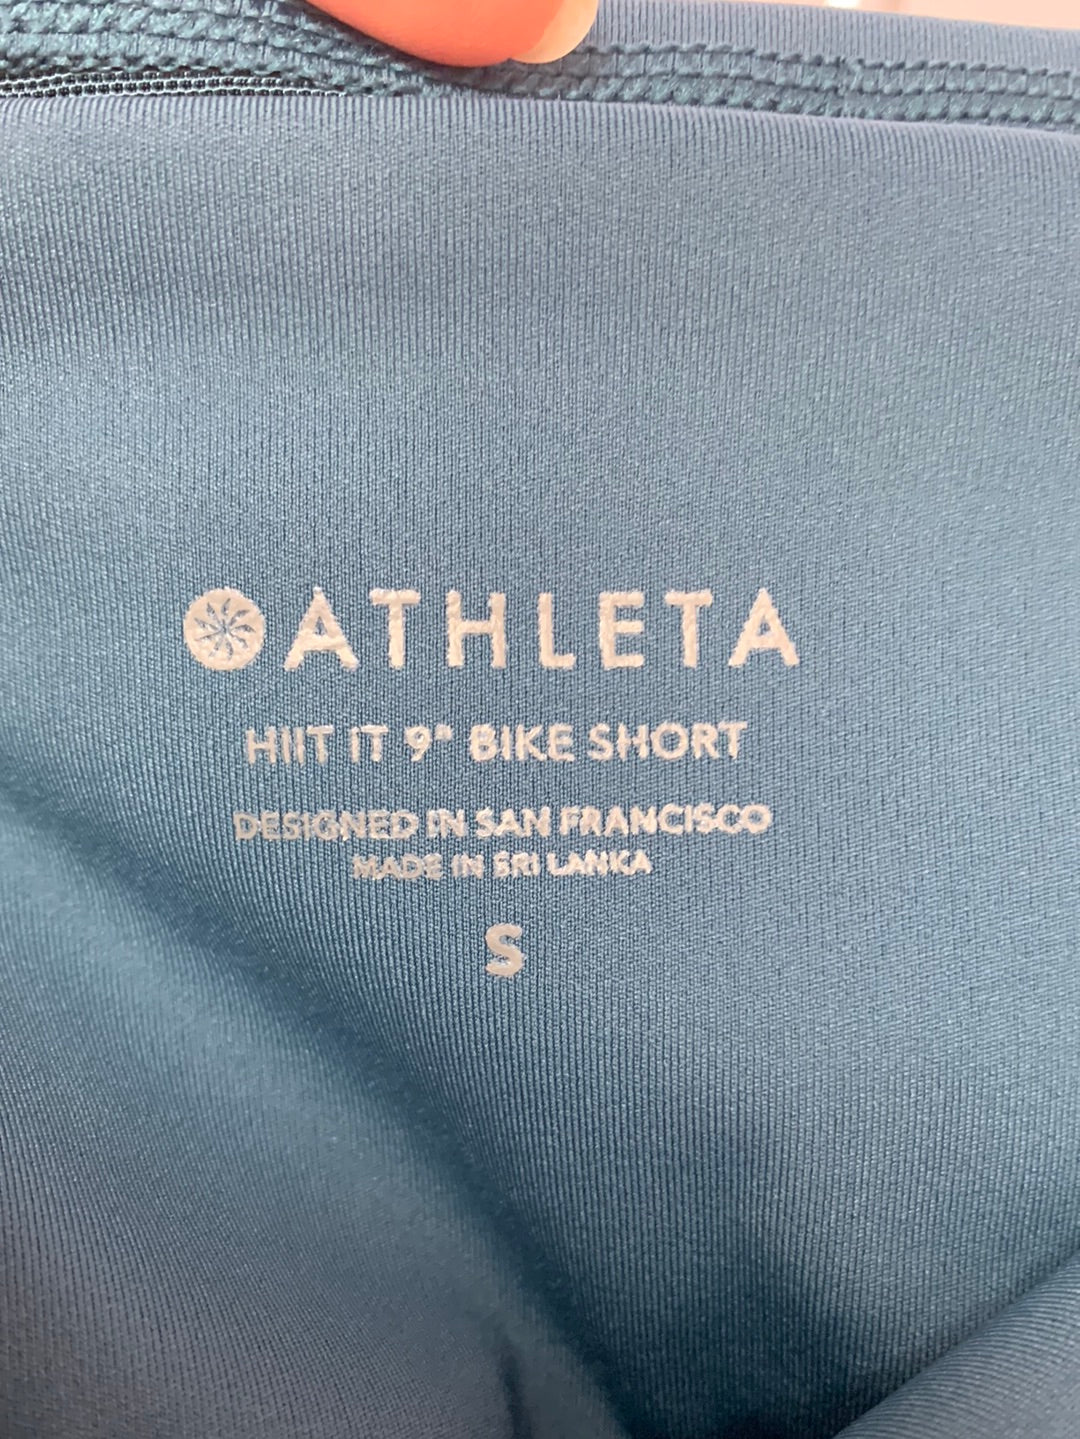 ATHLETA
HIIT IT 9" BIKE SHORT
DESIGNED IN SAN FRANCISCO
MADE IN SRI LANKA
S